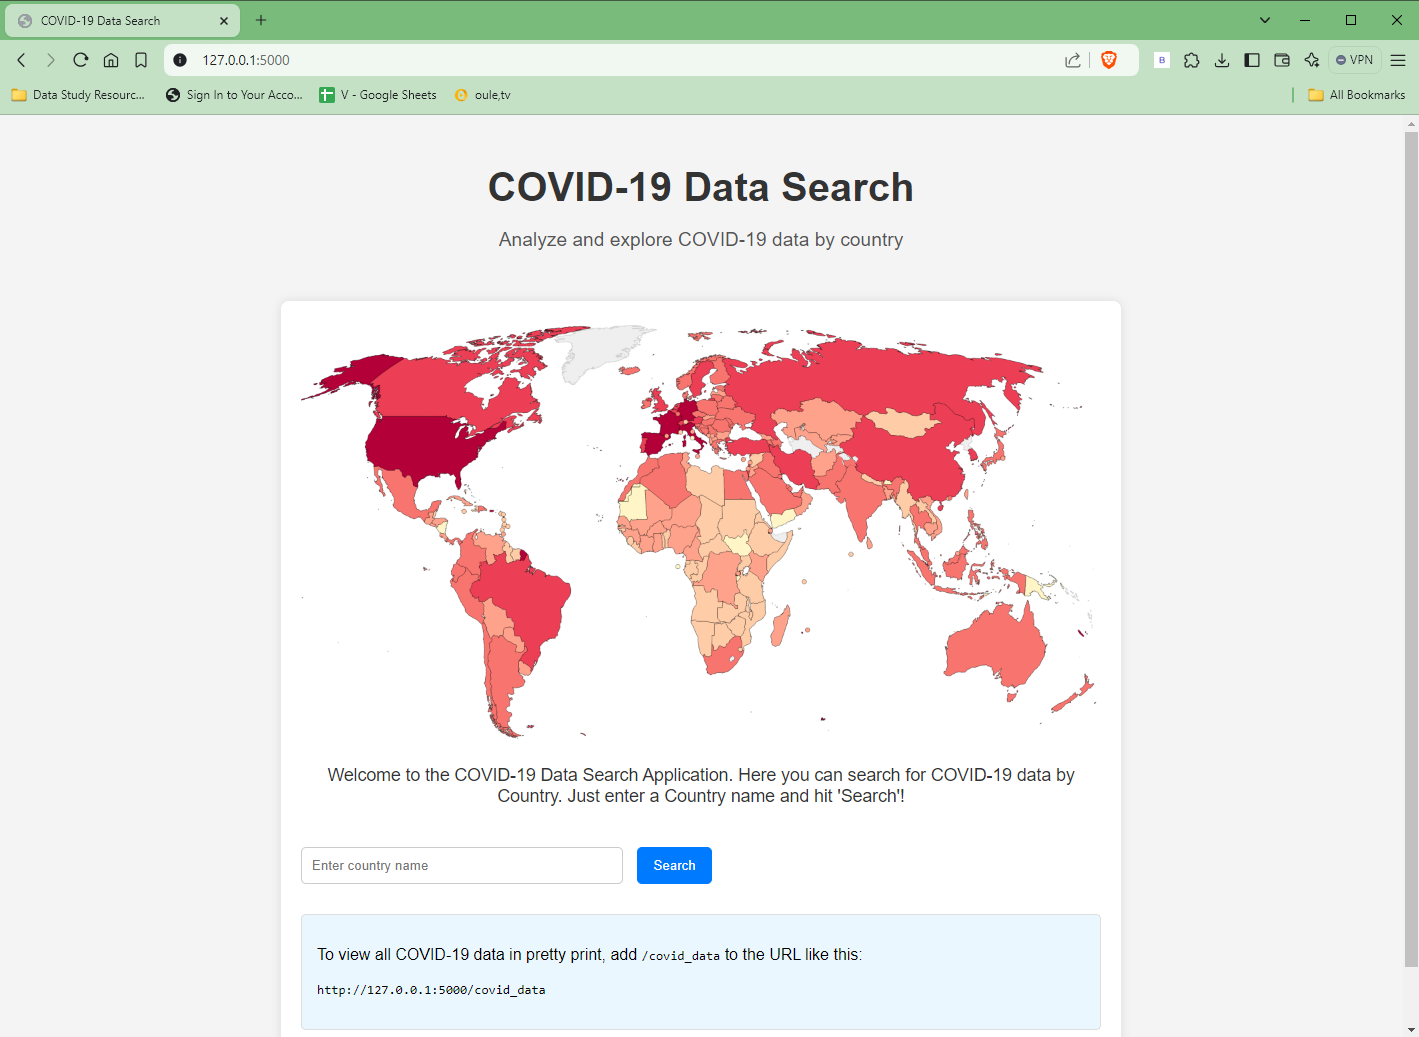 COVID-19 Data Search
127.0.0.1:5000
B
VPN
Data Study Resourc...
Sign In to Your Acco...
V - Google Sheets
oule,tv
All Bookmarks
COVID-19 Data Search
Analyze and explore COVID-19 data by country
Welcome to the COVID-19 Data Search Application. Here you can search for COVID-19 data by
Country. Just enter a Country name and hit 'Search'!
Enter country name
Search
To view all COVID-19 data in pretty print, add /covid_data to the URL like this:
http://127.0.0.1:5000/covid_data